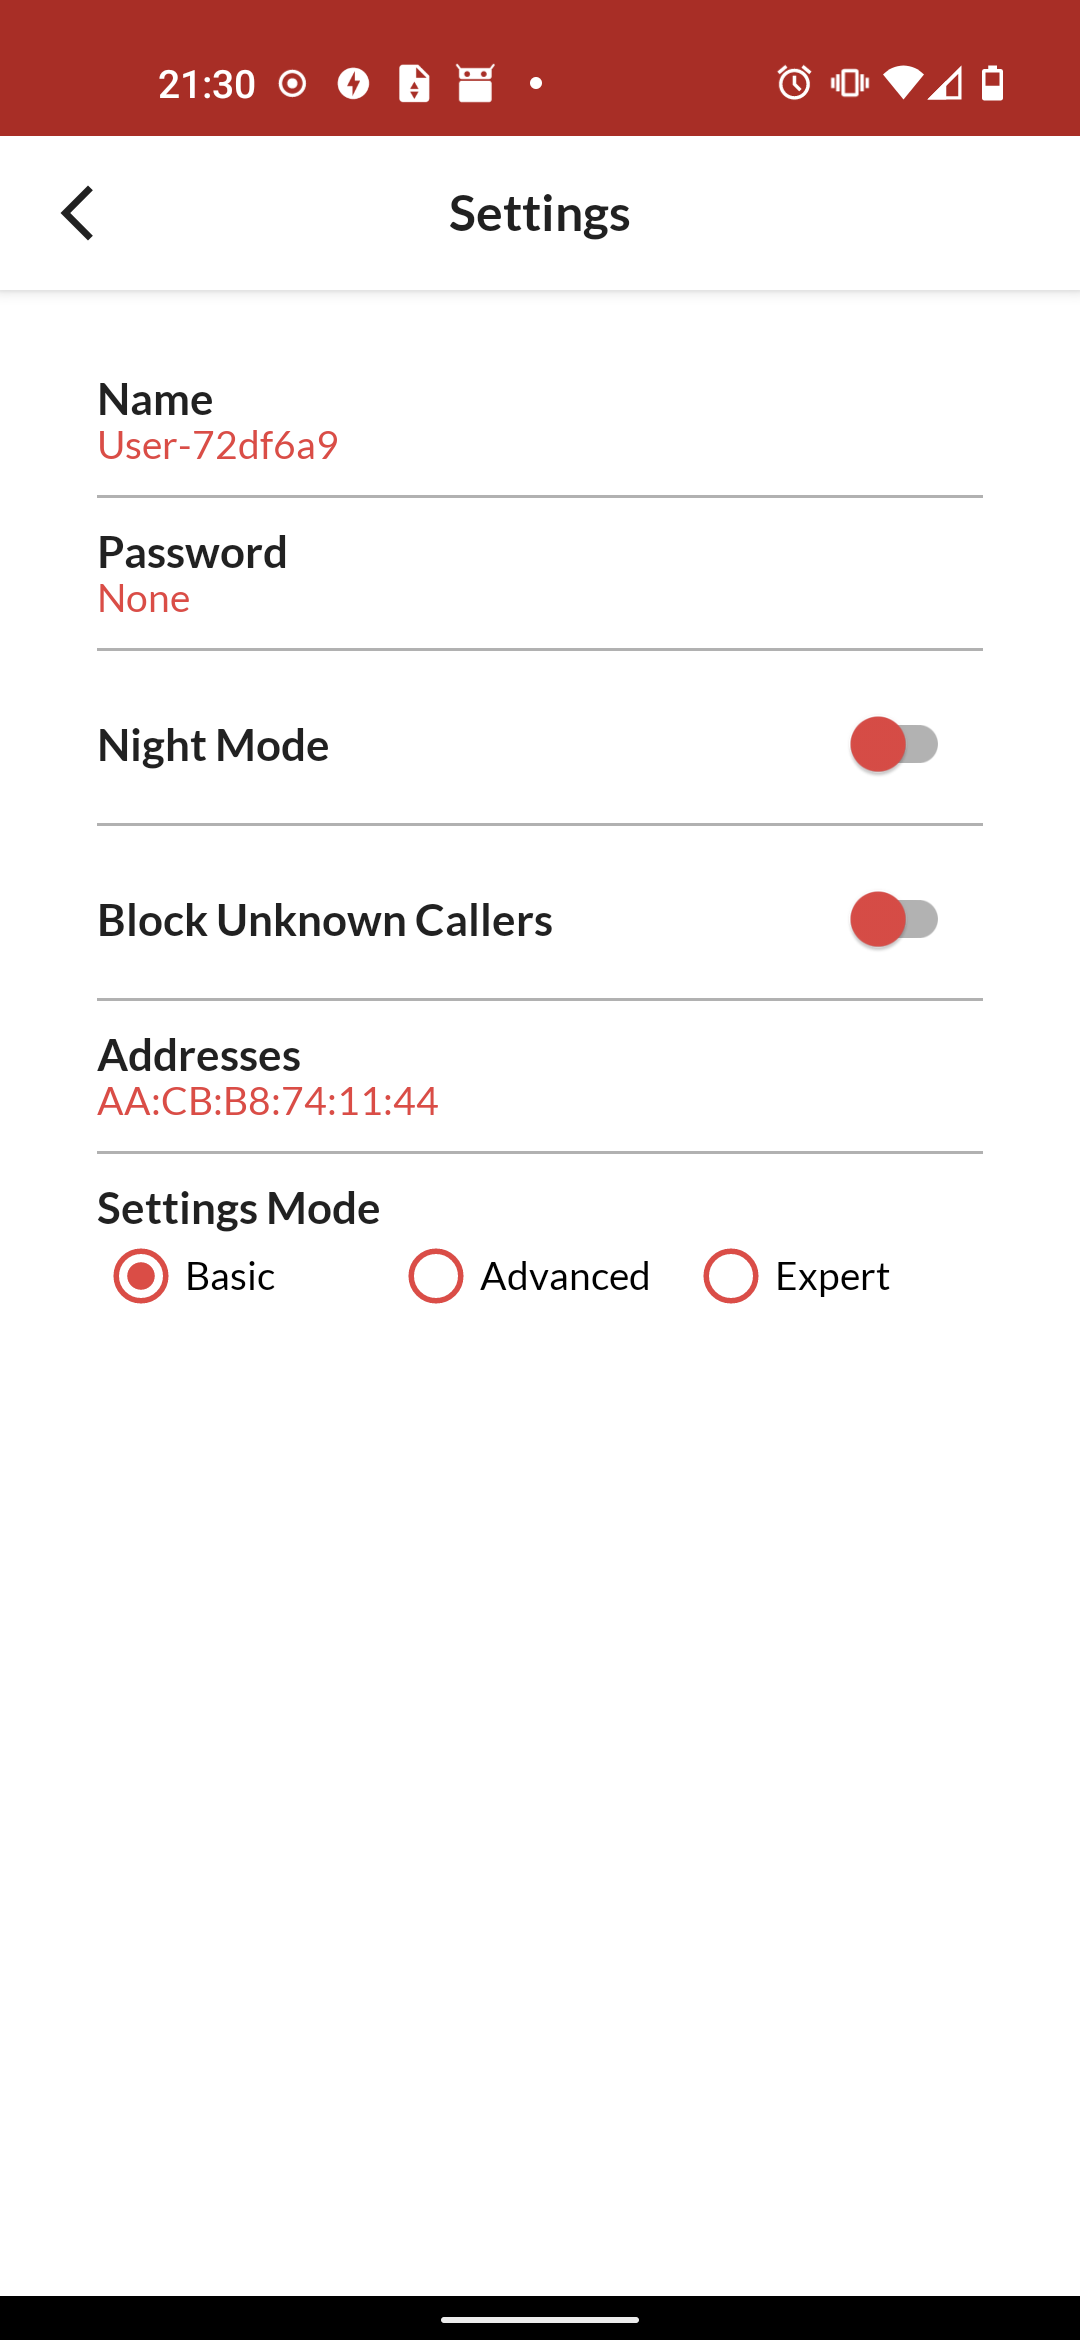 21:30
Settings
Name
User-72df6a9
Password
None
Night Mode
Block Unknown Callers
Addresses
AA:CB:B8:74:11:44
Settings Mode
Basic Advanced Expert